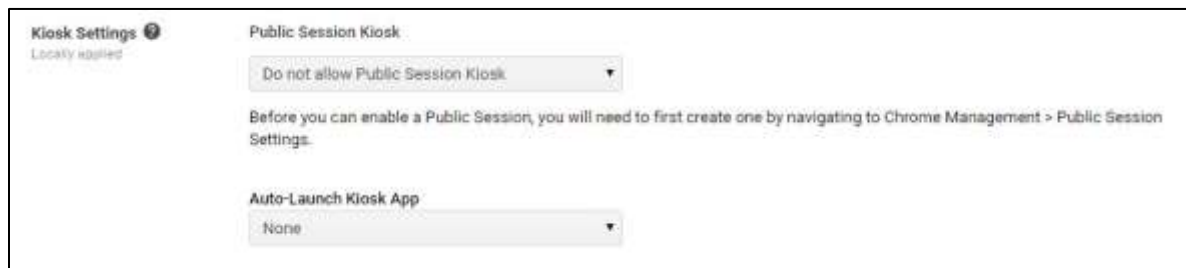 Kiosk Settings
Public Session Kiosk
Locally applied
Do not allow Public Session Kiosk
Before you can enable a Public Session, you will need to first create one by navigating to Chrome Management > Public Session
Settings.
Auto-Launch Kiosk App
None